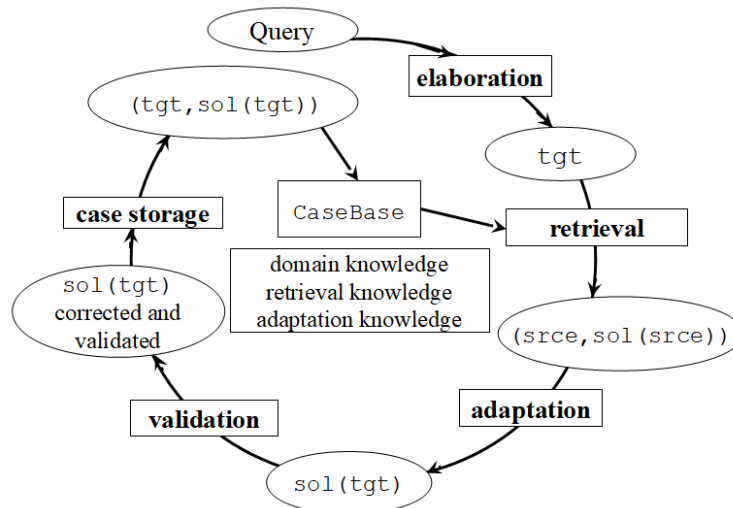 Query
elaboration
(tgt,sol(tgt))
tgt
CaseBase
case storage
retrieval
domain knowledge
retrieval knowledge
adaptation knowledge
sol(tgt)
corrected and
validated
(srce,sol(srce))
validation
adaptation
sol(tgt)